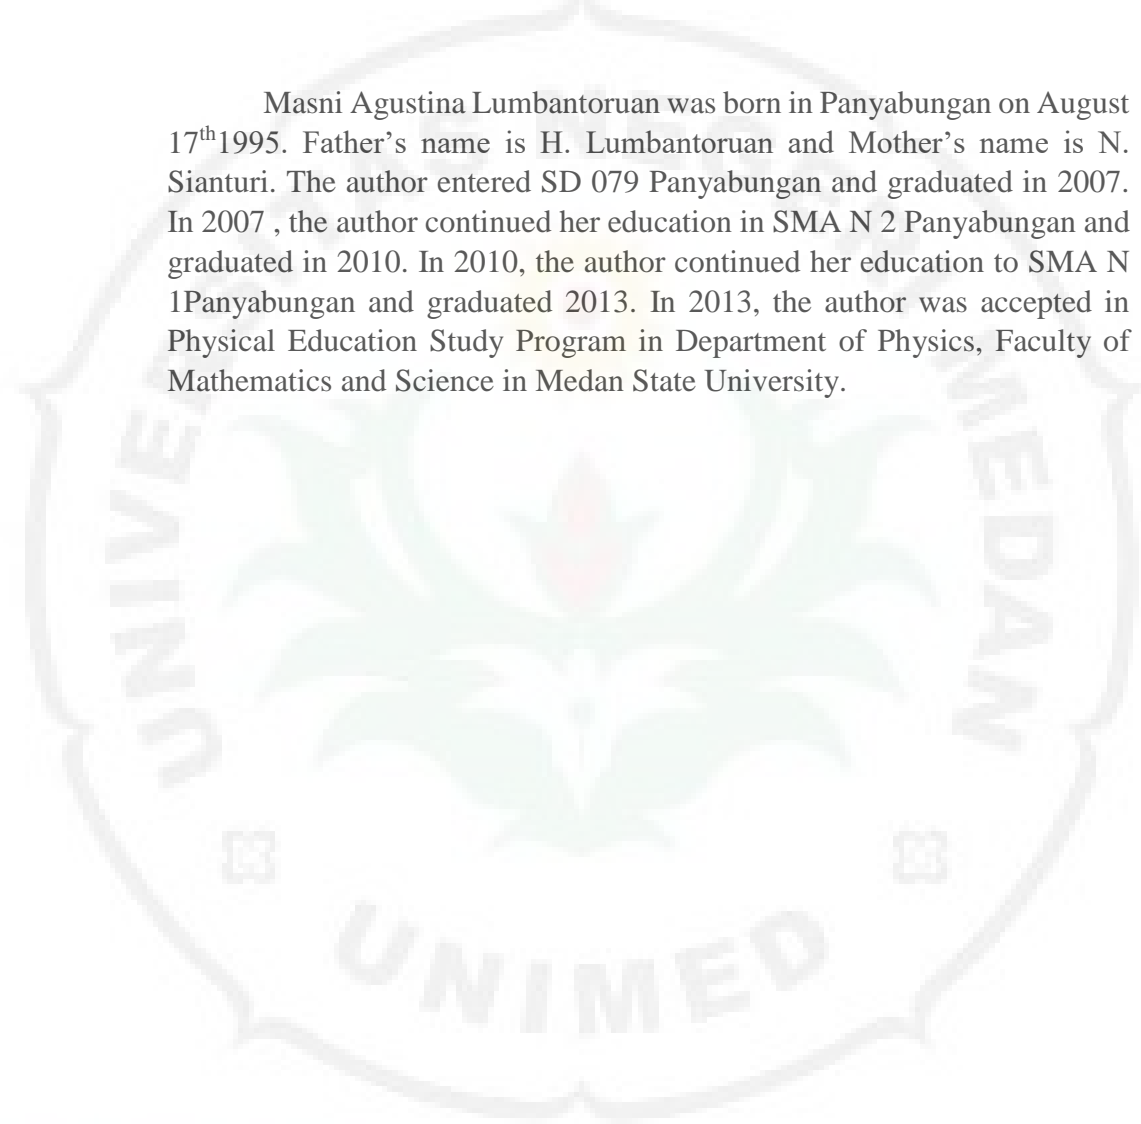 Masni Agustina Lumbantoruan was born in Panyabungan on August
17th1995. Father’s name is H. Lumbantoruan and Mother’s name is N.
Sianturi. The author entered SD 079 Panyabungan and graduated in 2007.
In 2007 , the author continued her education in SMA N 2 Panyabungan and
graduated in 2010. In 2010, the author continued her education to SMA N
1Panyabungan and graduated 2013. In 2013, the author was accepted in
Physical Education Study Program in Department of Physics, Faculty of
Mathematics and Science in Medan State University.
UNIVERSITAS NEGERI MEDAN
UNIMED